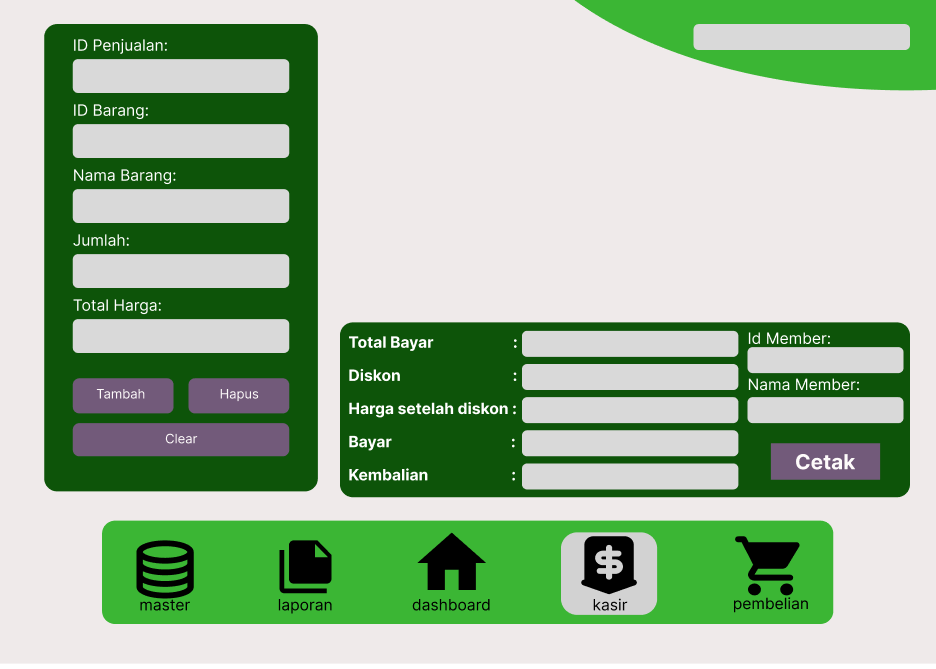 ID Penjualan:
ID Barang:
Nama Barang:
Jumlah:
Total Harga:
Tambah
Hapus
Clear
Total Bayar :
Diskon :
Harga setelah diskon :
Bayar :
Kembalian :
Id Member:
Nama Member:
Cetak
master
laporan
dashboard
kasir
pembelian